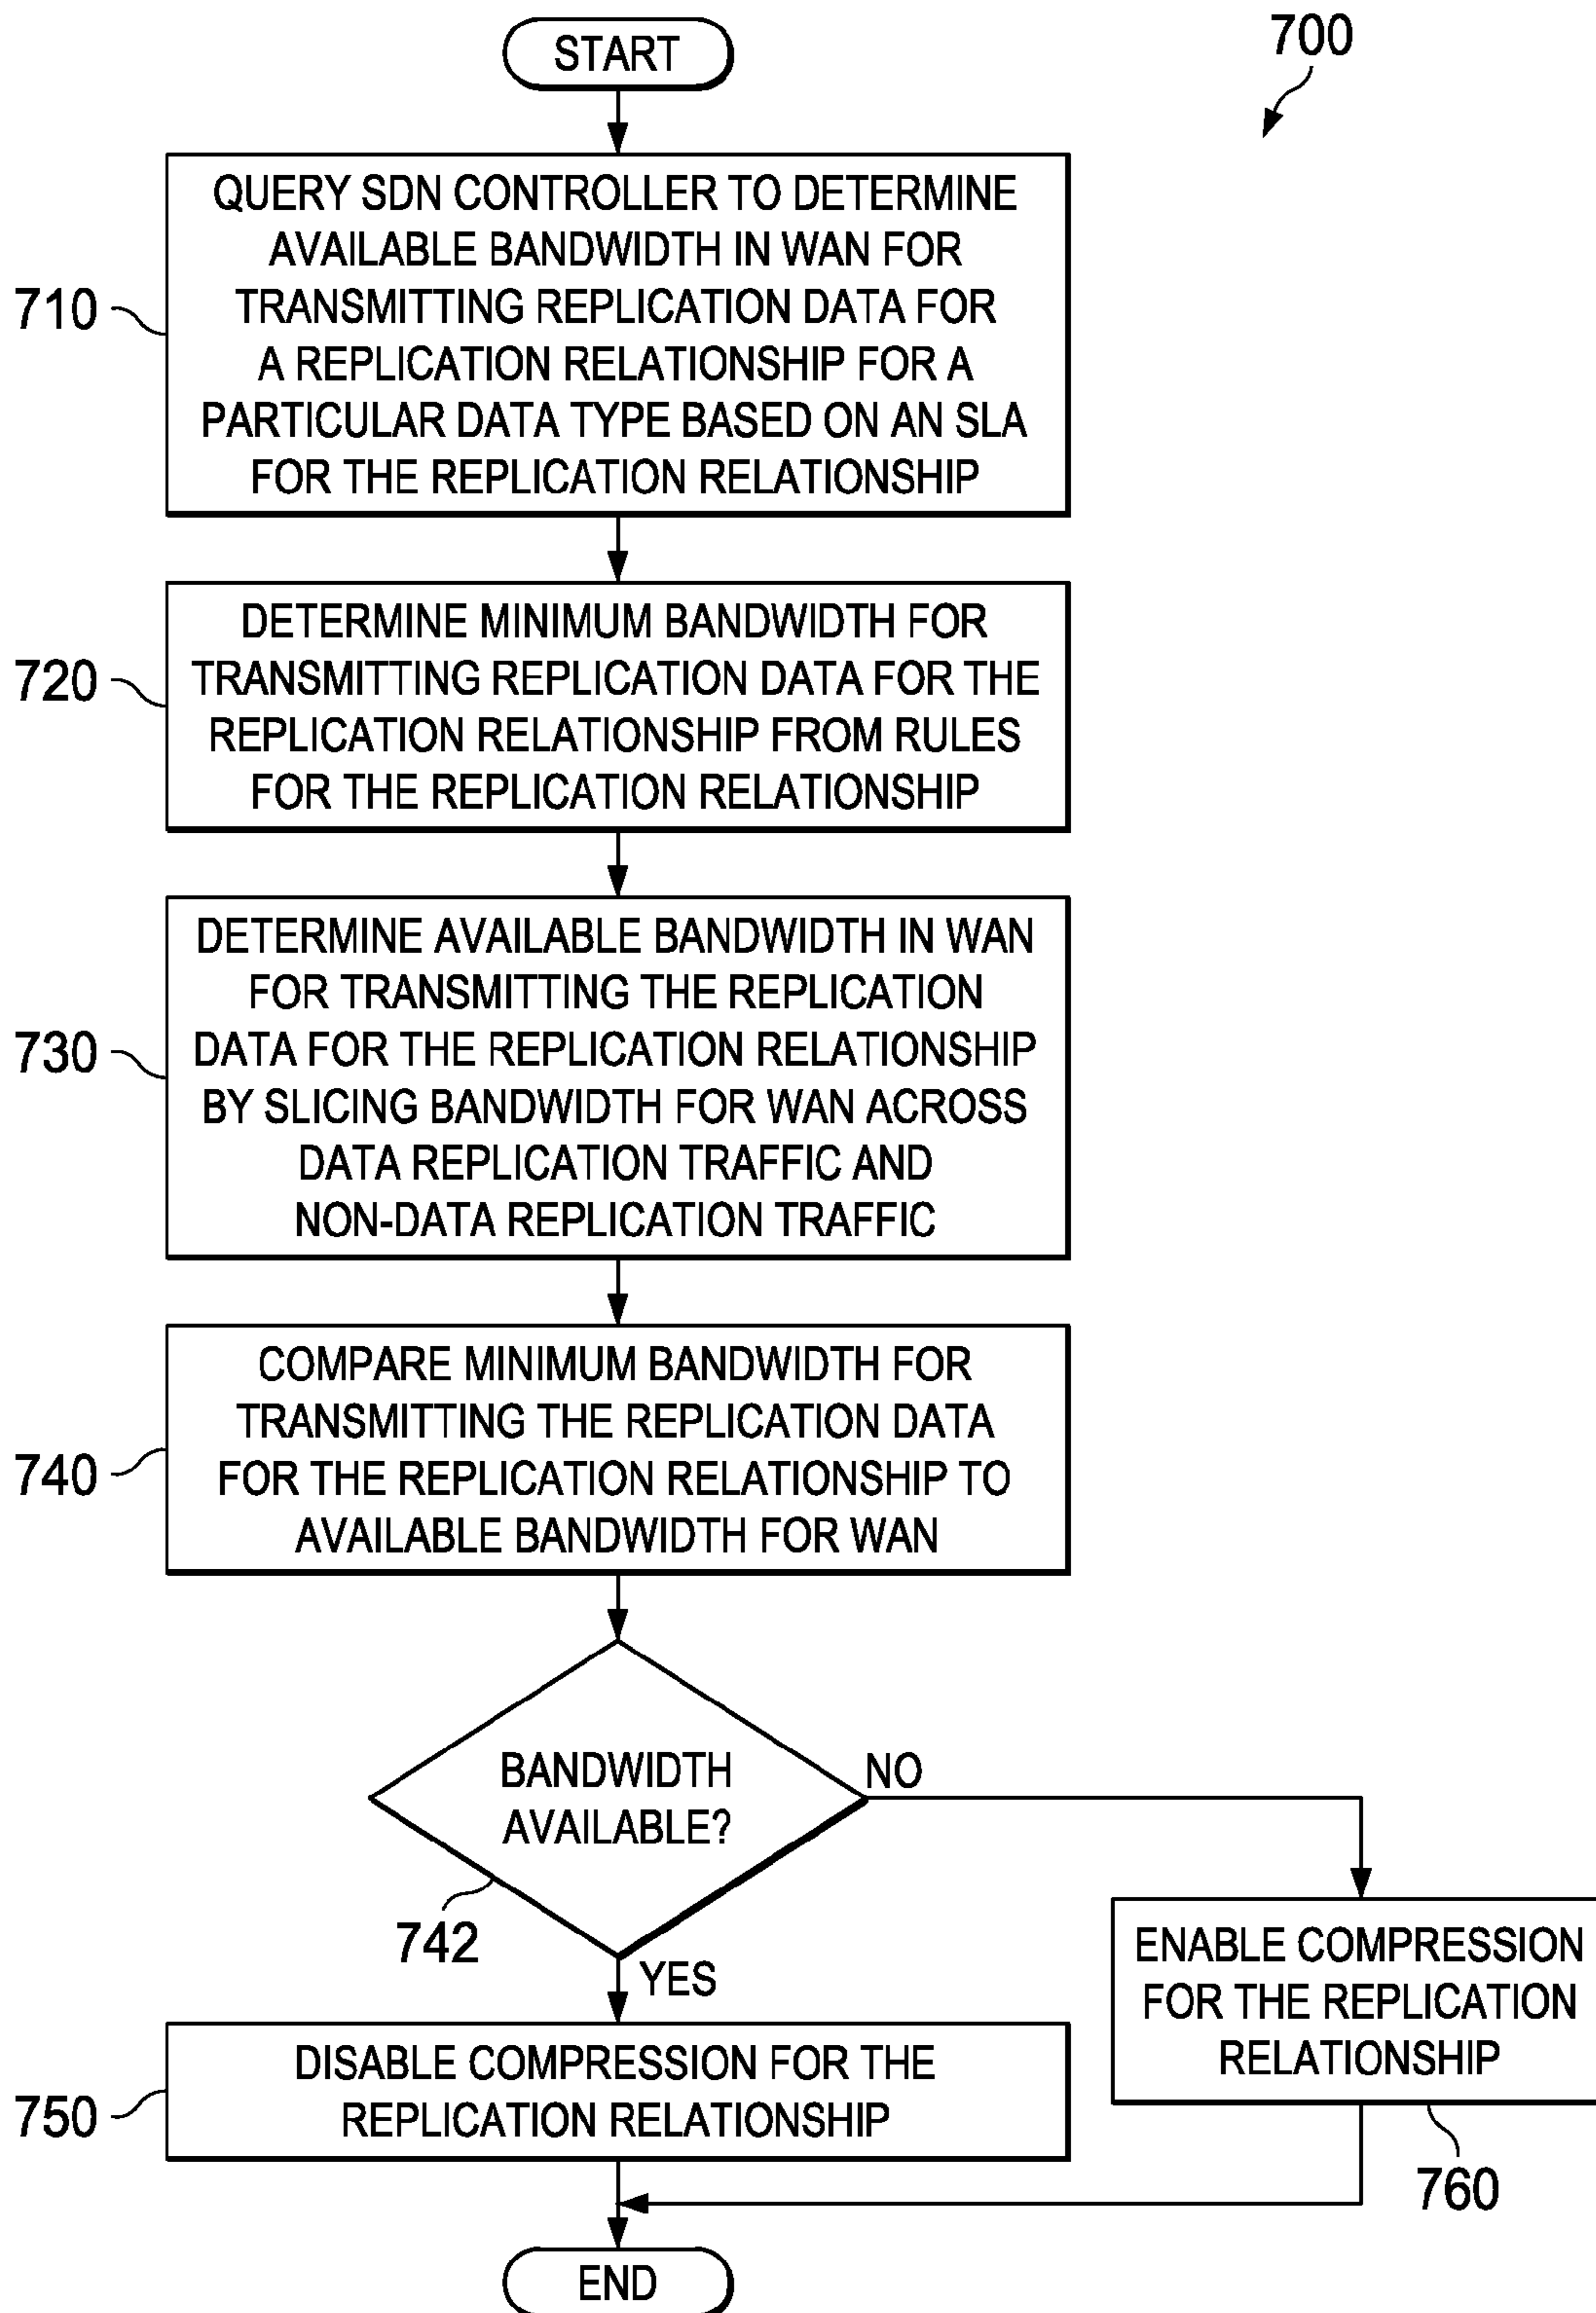 START
700
QUERY SDN CONTROLLER TO DETERMINE
AVAILABLE BANDWIDTH IN WAN FOR
TRANSMITTING REPLICATION DATA FOR
A REPLICATION RELATIONSHIP FOR A
PARTICULAR DATA TYPE BASED ON AN SLA
FOR THE REPLICATION RELATIONSHIP
710
DETERMINE MINIMUM BANDWIDTH FOR
TRANSMITTING REPLICATION DATA FOR THE
REPLICATION RELATIONSHIP FROM RULES
FOR THE REPLICATION RELATIONSHIP
720
DETERMINE AVAILABLE BANDWIDTH IN WAN
FOR TRANSMITTING THE REPLICATION
DATA FOR THE REPLICATION RELATIONSHIP
BY SLICING BANDWIDTH FOR WAN ACROSS
DATA REPLICATION TRAFFIC AND
NON-DATA REPLICATION TRAFFIC
730
COMPARE MINIMUM BANDWIDTH FOR
TRANSMITTING THE REPLICATION DATA
FOR THE REPLICATION RELATIONSHIP TO
AVAILABLE BANDWIDTH FOR WAN
740
BANDWIDTH
AVAILABLE?
NO
742
YES
ENABLE COMPRESSION
FOR THE REPLICATION
RELATIONSHIP
760
DISABLE COMPRESSION FOR THE
REPLICATION RELATIONSHIP
750
END